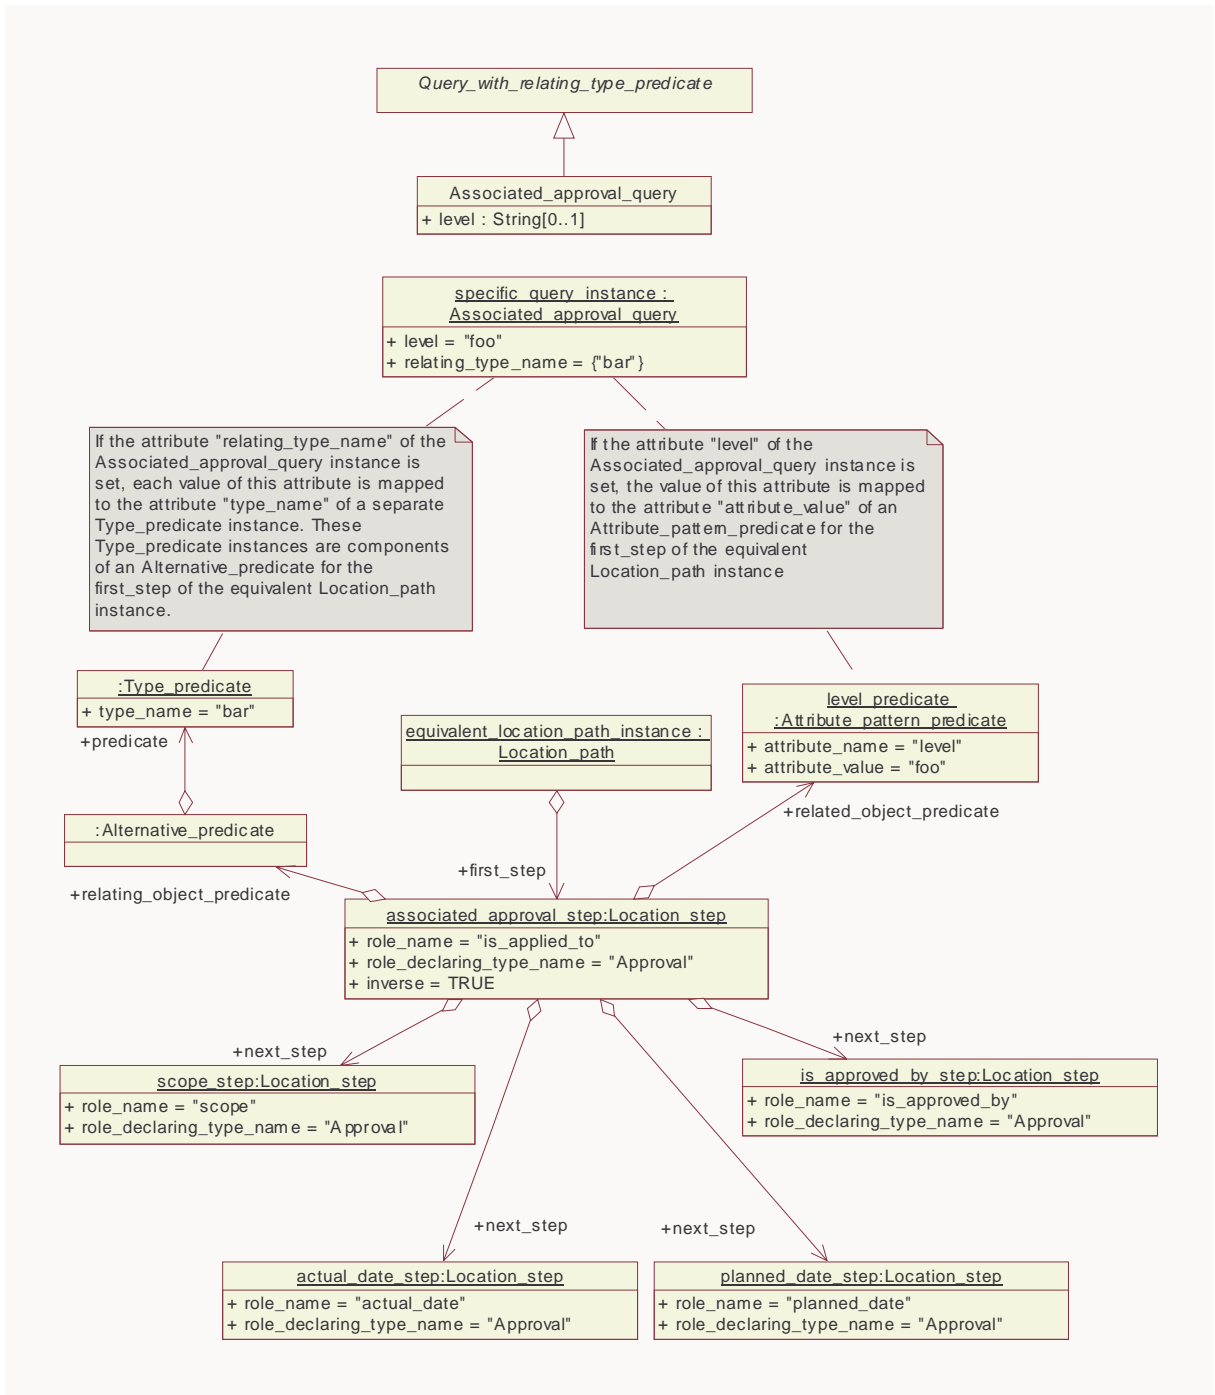 Query_with_relating_type_predicate
Associated_approval_query
+ level : String[0..1]
specific_query_instance :
Associated_approval_query
+ level = "foo"
+ relating_type_name = {"bar"}
If the attribute "relating_type_name" of the
Associated_approval_query instance is
set, each value of this attribute is mapped
to the attribute "type_name" of a separate
Type_predicate instance. These
Type_predicate instances are components
of an Alternative_predicate for the
first_step of the equivalent Location_path
instance.
If the attribute "level" of the
Associated_approval_query instance is
set, the value of this attribute is mapped
to the attribute "attribute_value" of an
Attribute_pattern_predicate for the
first_step of the equivalent
Location_path instance
:Type_predicate
+ type_name = "bar"
+predicate
equivalent_location_path_instance :
Location_path
level_predicate
:Attribute_pattern_predicate
+ attribute_name = "level"
+ attribute_value = "foo"
+related_object_predicate
:Alternative_predicate
+first_step
+relating_object_predicate
associated_approval_step:Location_step
+ role_name = "is_applied_to"
+ role_declaring_type_name = "Approval"
+ inverse = TRUE
+next_step
+next_step
scope_step:Location_step
+ role_name = "scope"
+ role_declaring_type_name = "Approval"
is_approved_by_step:Location_step
+ role_name = "is_approved_by"
+ role_declaring_type_name = "Approval"
+next_step
+next_step
actual_date_step:Location_step
+ role_name = "actual_date"
+ role_declaring_type_name = "Approval"
planned_date_step:Location_step
+ role_name = "planned_date"
+ role_declaring_type_name = "Approval"